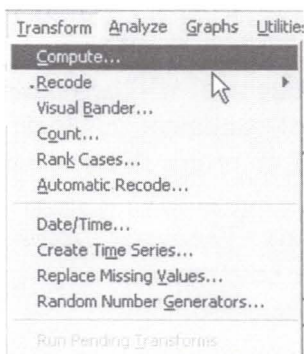 Transform Analyze Graphs Utilities
Compute...
Recode
Visual Bander...
Count...
Rank Cases...
Automatic Recode...
Date/Time...
Create Time Series...
Replace Missing Values...
Random Number Generators...
Run Pending Transforms